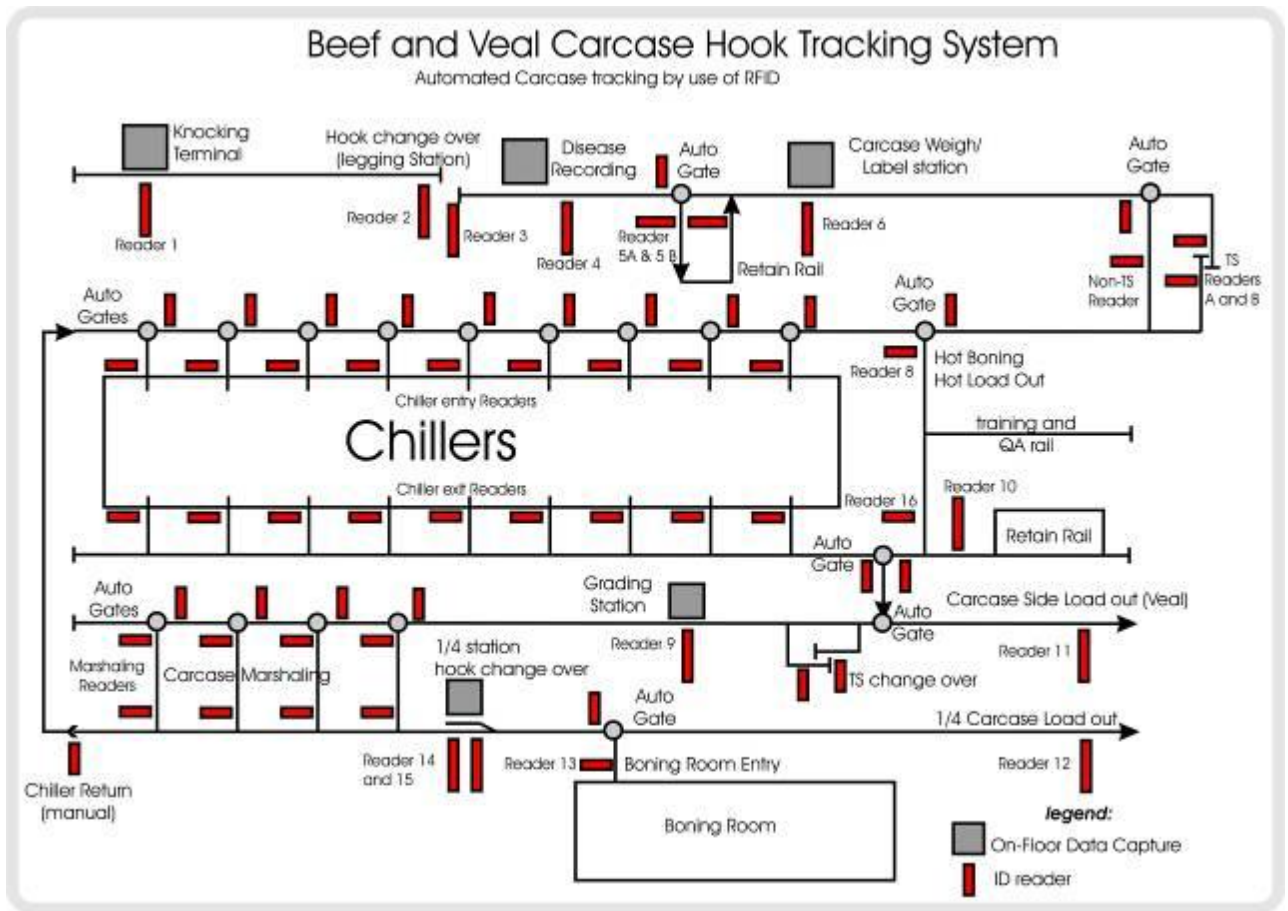 Beef and Veal Carcase Hook Tracking System
Automated Carcase tracking by use of RFID
Knocking
Terminal
Hook change over
(legging Station)
Disease
Recording
Auto
Gate
Carcase Weigh/
Label station
Auto
Gate
Reader 1
Reader 2
Reader 3
Reader 4
Reader
5A & 5 B
Retain Rail
Reader 6
Non-TS
Reader
TS
Readers
A and B
Auto
Gates
Auto
Gate
Reader 8
Hot Boning
Hot Load Out
Chiller entry Readers
Chillers
training and
QA rail
Chiller exit Readers
Reader 16
Reader 10
Retain Rail
Auto
Gate
Auto
Gates
Grading
Station
Carcase Side Load out (Veal)
Auto
Gate
Marshaling
Readers
Carcase Marshaling
1/4 station
hook change over
Reader 9
TS change over
Reader 11
Auto
Gate
1/4 Carcase Load out
Reader 14
and 15
Reader 13
Boning Room Entry
Reader 12
Chiller Return
(manual)
Boning Room
legend:
On-Floor Data Capture
ID reader